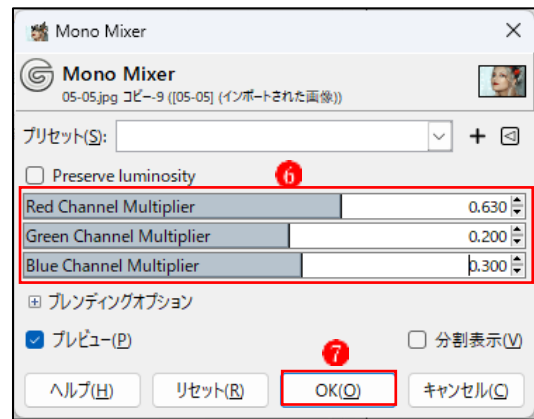 Mono Mixer
Mono Mixer
05-05.jpg コピー-9 ([05-05] (インポートされた画像))
プリセット(S):
Preserve luminosity
6
Red Channel Multiplier 0.630
Green Channel Multiplier 0.200
Blue Channel Multiplier 0.300
ブレンディングオプション
プレビュー(P) 7 分割表示(V)
ヘルプ(H) リセット(R) OK(O) キャンセル(C)